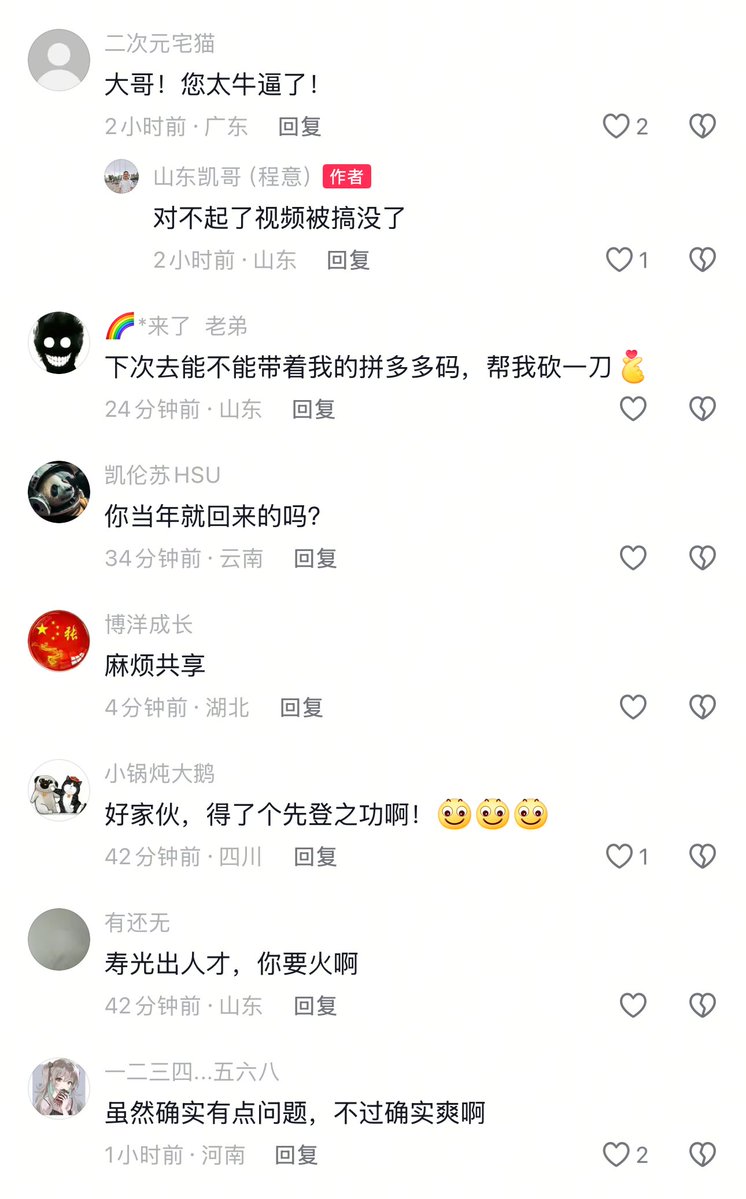 二次元宅猫
大哥！您太牛逼了！
2小时前·广东 回复 2
山东凯哥（程意） 作者
对不起了视频被搞没了
2小时前·山东 回复 1
🌈*来了 老弟
下次去能不能带着我的拼多多码，帮我砍一刀
24分钟前·山东 回复
凯伦苏HSU
你当年就回来的吗?
34分钟前·云南 回复
张
博洋成长
麻烦共享
4分钟前·湖北 回复
小锅炖大鹅
好家伙，得了个先登之功啊！
42分钟前·四川 回复 1
有还无
寿光出人才，你要火啊
42分钟前·山东 回复
一二三四...五六八
虽然确实有点问题，不过确实爽啊
1小时前·河南 回复 2